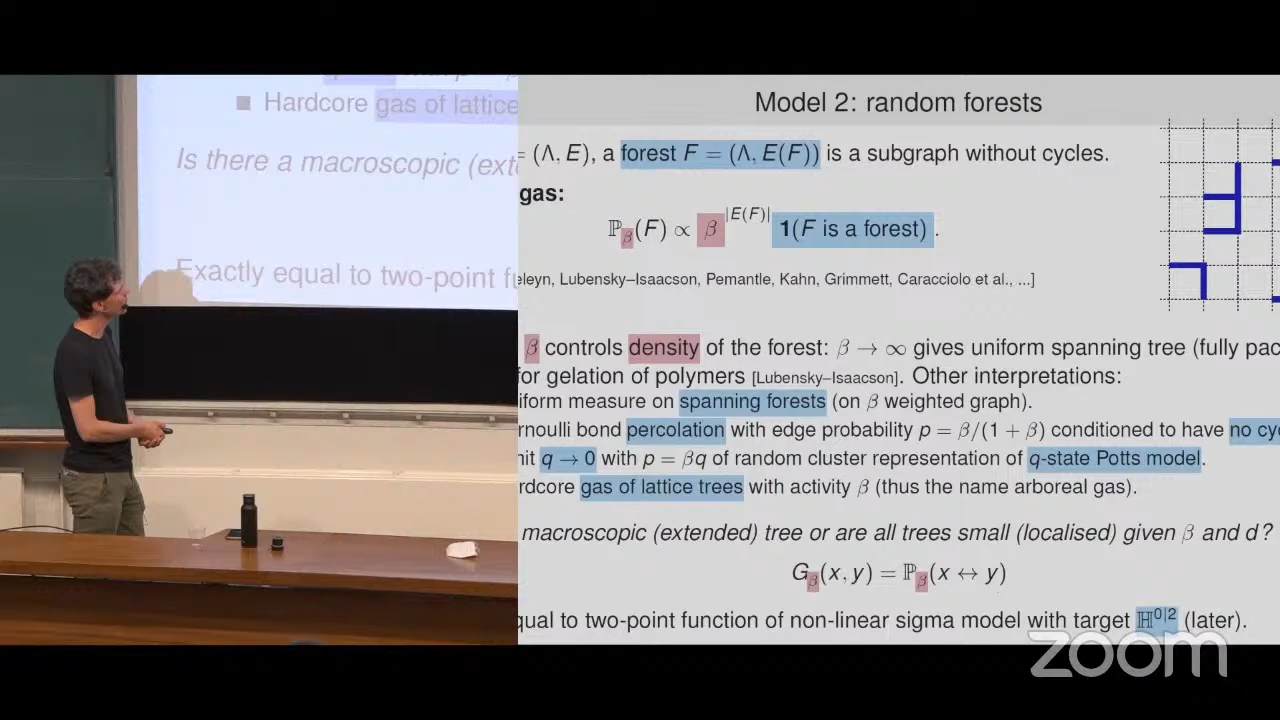 Hardcore gas of lattice
Is there a macroscopic (ext
Exactly equal to two-point f
Model 2: random forests
= (Λ, E), a forest F = (Λ, E(F)) is a subgraph without cycles.
gas:
ℙ_β(F) ∝ β^|E(F)| 1(F is a forest) .
eleyn, Lubensky–Isaacson, Pemantle, Kahn, Grimmett, Caracciolo et al., ...]
β controls density of the forest: β → ∞ gives uniform spanning tree (fully pac
for gelation of polymers [Lubensky–Isaacson]. Other interpretations:
iform measure on spanning forests (on β weighted graph).
rnoulli bond percolation with edge probability p = β/(1 + β) conditioned to have no cyc
nit q → 0 with p = βq of random cluster representation of q-state Potts model.
rdcore gas of lattice trees with activity β (thus the name arboreal gas).
macroscopic (extended) tree or are all trees small (localised) given β and d?
G_β(x, y) = ℙ_β(x ↔ y)
qual to two-point function of non-linear sigma model with target ℍ^0|2 (later).
zoom